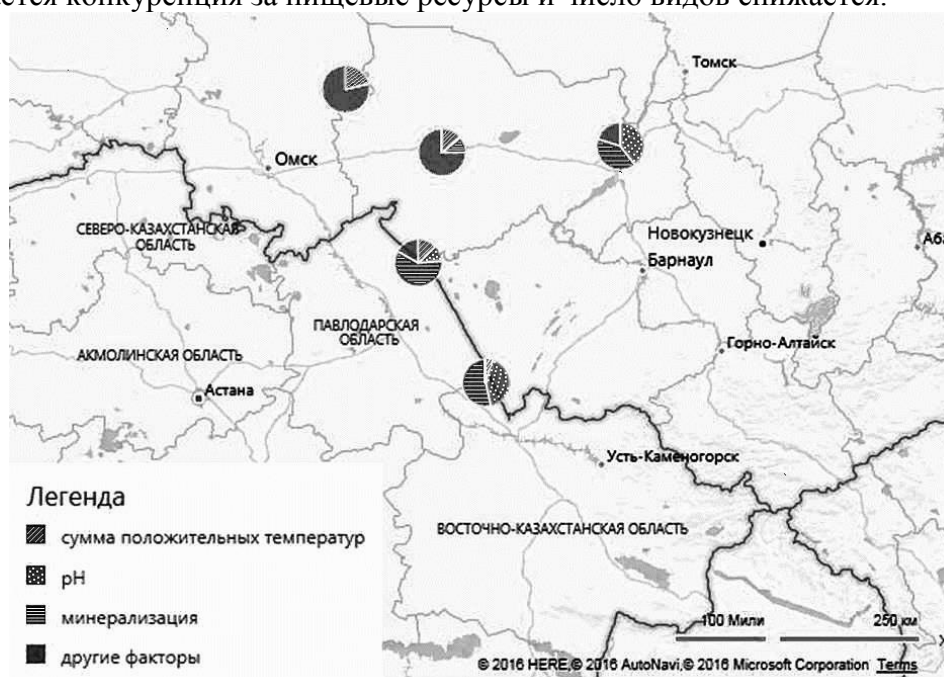 ется конкуренция за пищевые ресурсы и число видов снижается.
Томск
Омск
СЕВЕРО-КАЗАХСТАНСКАЯ
ОБЛАСТЬ
Новокузнецк
Барнаул
ПАВЛОДАРСКАЯ
ОБЛАСТЬ
АКМОЛИНСКАЯ ОБЛАСТЬ
Горно-Алтайск
Астана
Усть-Каменогорск
Легенда
ВОСТОЧНО-КАЗАХСТАНСКАЯ ОБЛАСТЬ
сумма положительных температур
pH
минерализация
100 Мили 250 км
другие факторы
© 2016 HERE,© 2016 AutoNavi,© 2016 Microsoft Corporation Terms